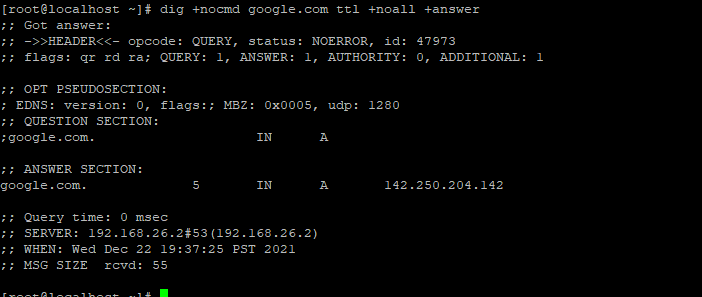 [root@localhost ~]# dig +nocmd google.com ttl +noall +answer
;; Got answer:
;; ->>HEADER<<- opcode: QUERY, status: NOERROR, id: 47973
;; flags: qr rd ra; QUERY: 1, ANSWER: 1, AUTHORITY: 0, ADDITIONAL: 1
;; OPT PSEUDOSECTION:
; EDNS: version: 0, flags:; MBZ: 0x0005, udp: 1280
;; QUESTION SECTION:
;google.com. IN A
;; ANSWER SECTION:
google.com. 5 IN A 142.250.204.142
;; Query time: 0 msec
;; SERVER: 192.168.26.2#53(192.168.26.2)
;; WHEN: Wed Dec 22 19:37:25 PST 2021
;; MSG SIZE rcvd: 55
[root@localhost ~]#